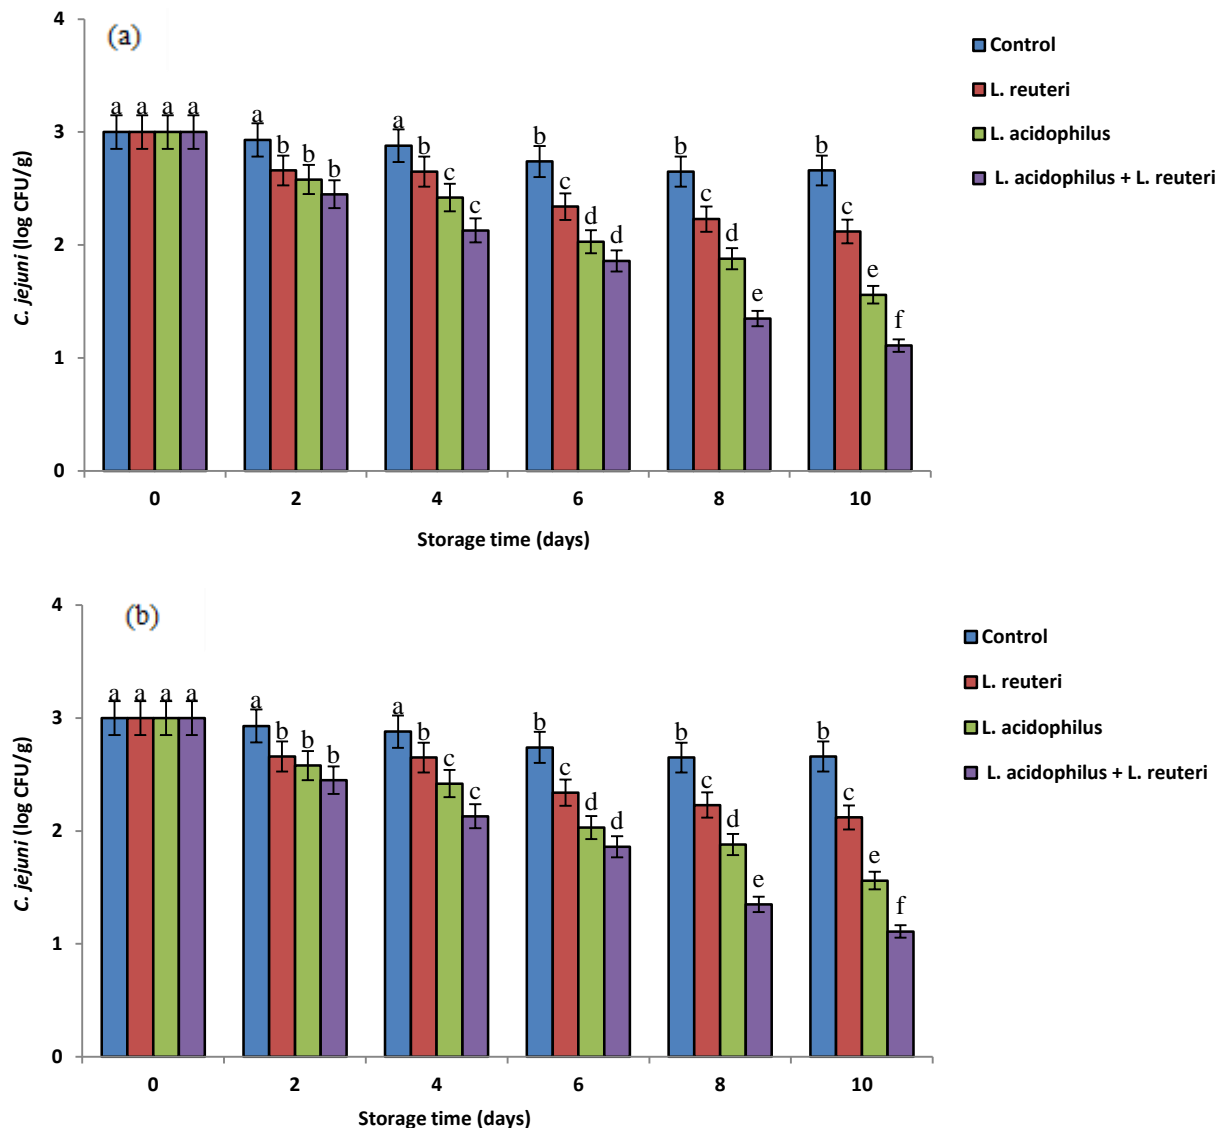 (a)
4
3
2
1
0
C. jejuni (log CFU/g)
a a a a
a b b b
a b c c
b c d d
b c d e
b c e f
0 2 4 6 8 10
Storage time (days)
Control
L. reuteri
L. acidophilus
L. acidophilus + L. reuteri
(b)
4
3
2
1
0
C. jejuni (log CFU/g)
a a a a
a b b b
a b c c
b c d d
b c d e
b c e f
0 2 4 6 8 10
Storage time (days)
Control
L. reuteri
L. acidophilus
L. acidophilus + L. reuteri